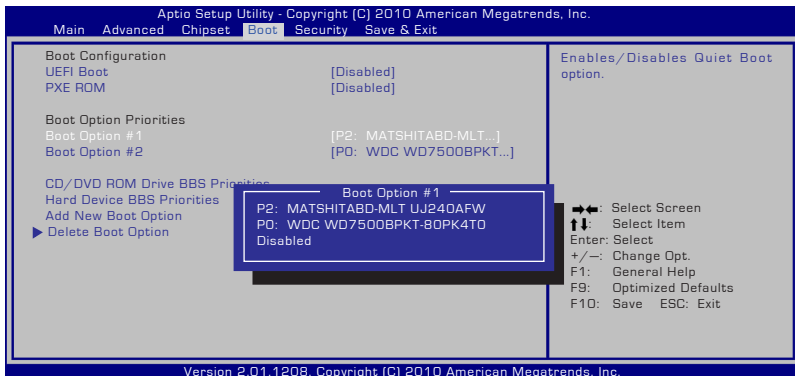 Aptio Setup Utility - Copyright (C) 2010 American Megatrends, Inc.
Main Advanced Chipset Boot Security Save & Exit
Boot Configuration
UEFI Boot [Disabled]
PXE ROM [Disabled]
Boot Option Priorities
Boot Option #1 [P2: MATSHITABD-MLT...]
Boot Option #2 [P0: WDC WD7500BPKT...]
CD/DVD ROM Drive BBS Priorities
Hard Device BBS Priorities
Add New Boot Option
Delete Boot Option
Boot Option #1
P2: MATSHITABD-MLT UJ240AFW
P0: WDC WD7500BPKT-80PK4T0
Disabled
Enables/Disables Quiet Boot
option.
: Select Screen
: Select Item
Enter: Select
+/—: Change Opt.
F1: General Help
F9: Optimized Defaults
F10: Save ESC: Exit
Version 2.01.1208. Copyright (C) 2010 American Megatrends, Inc.